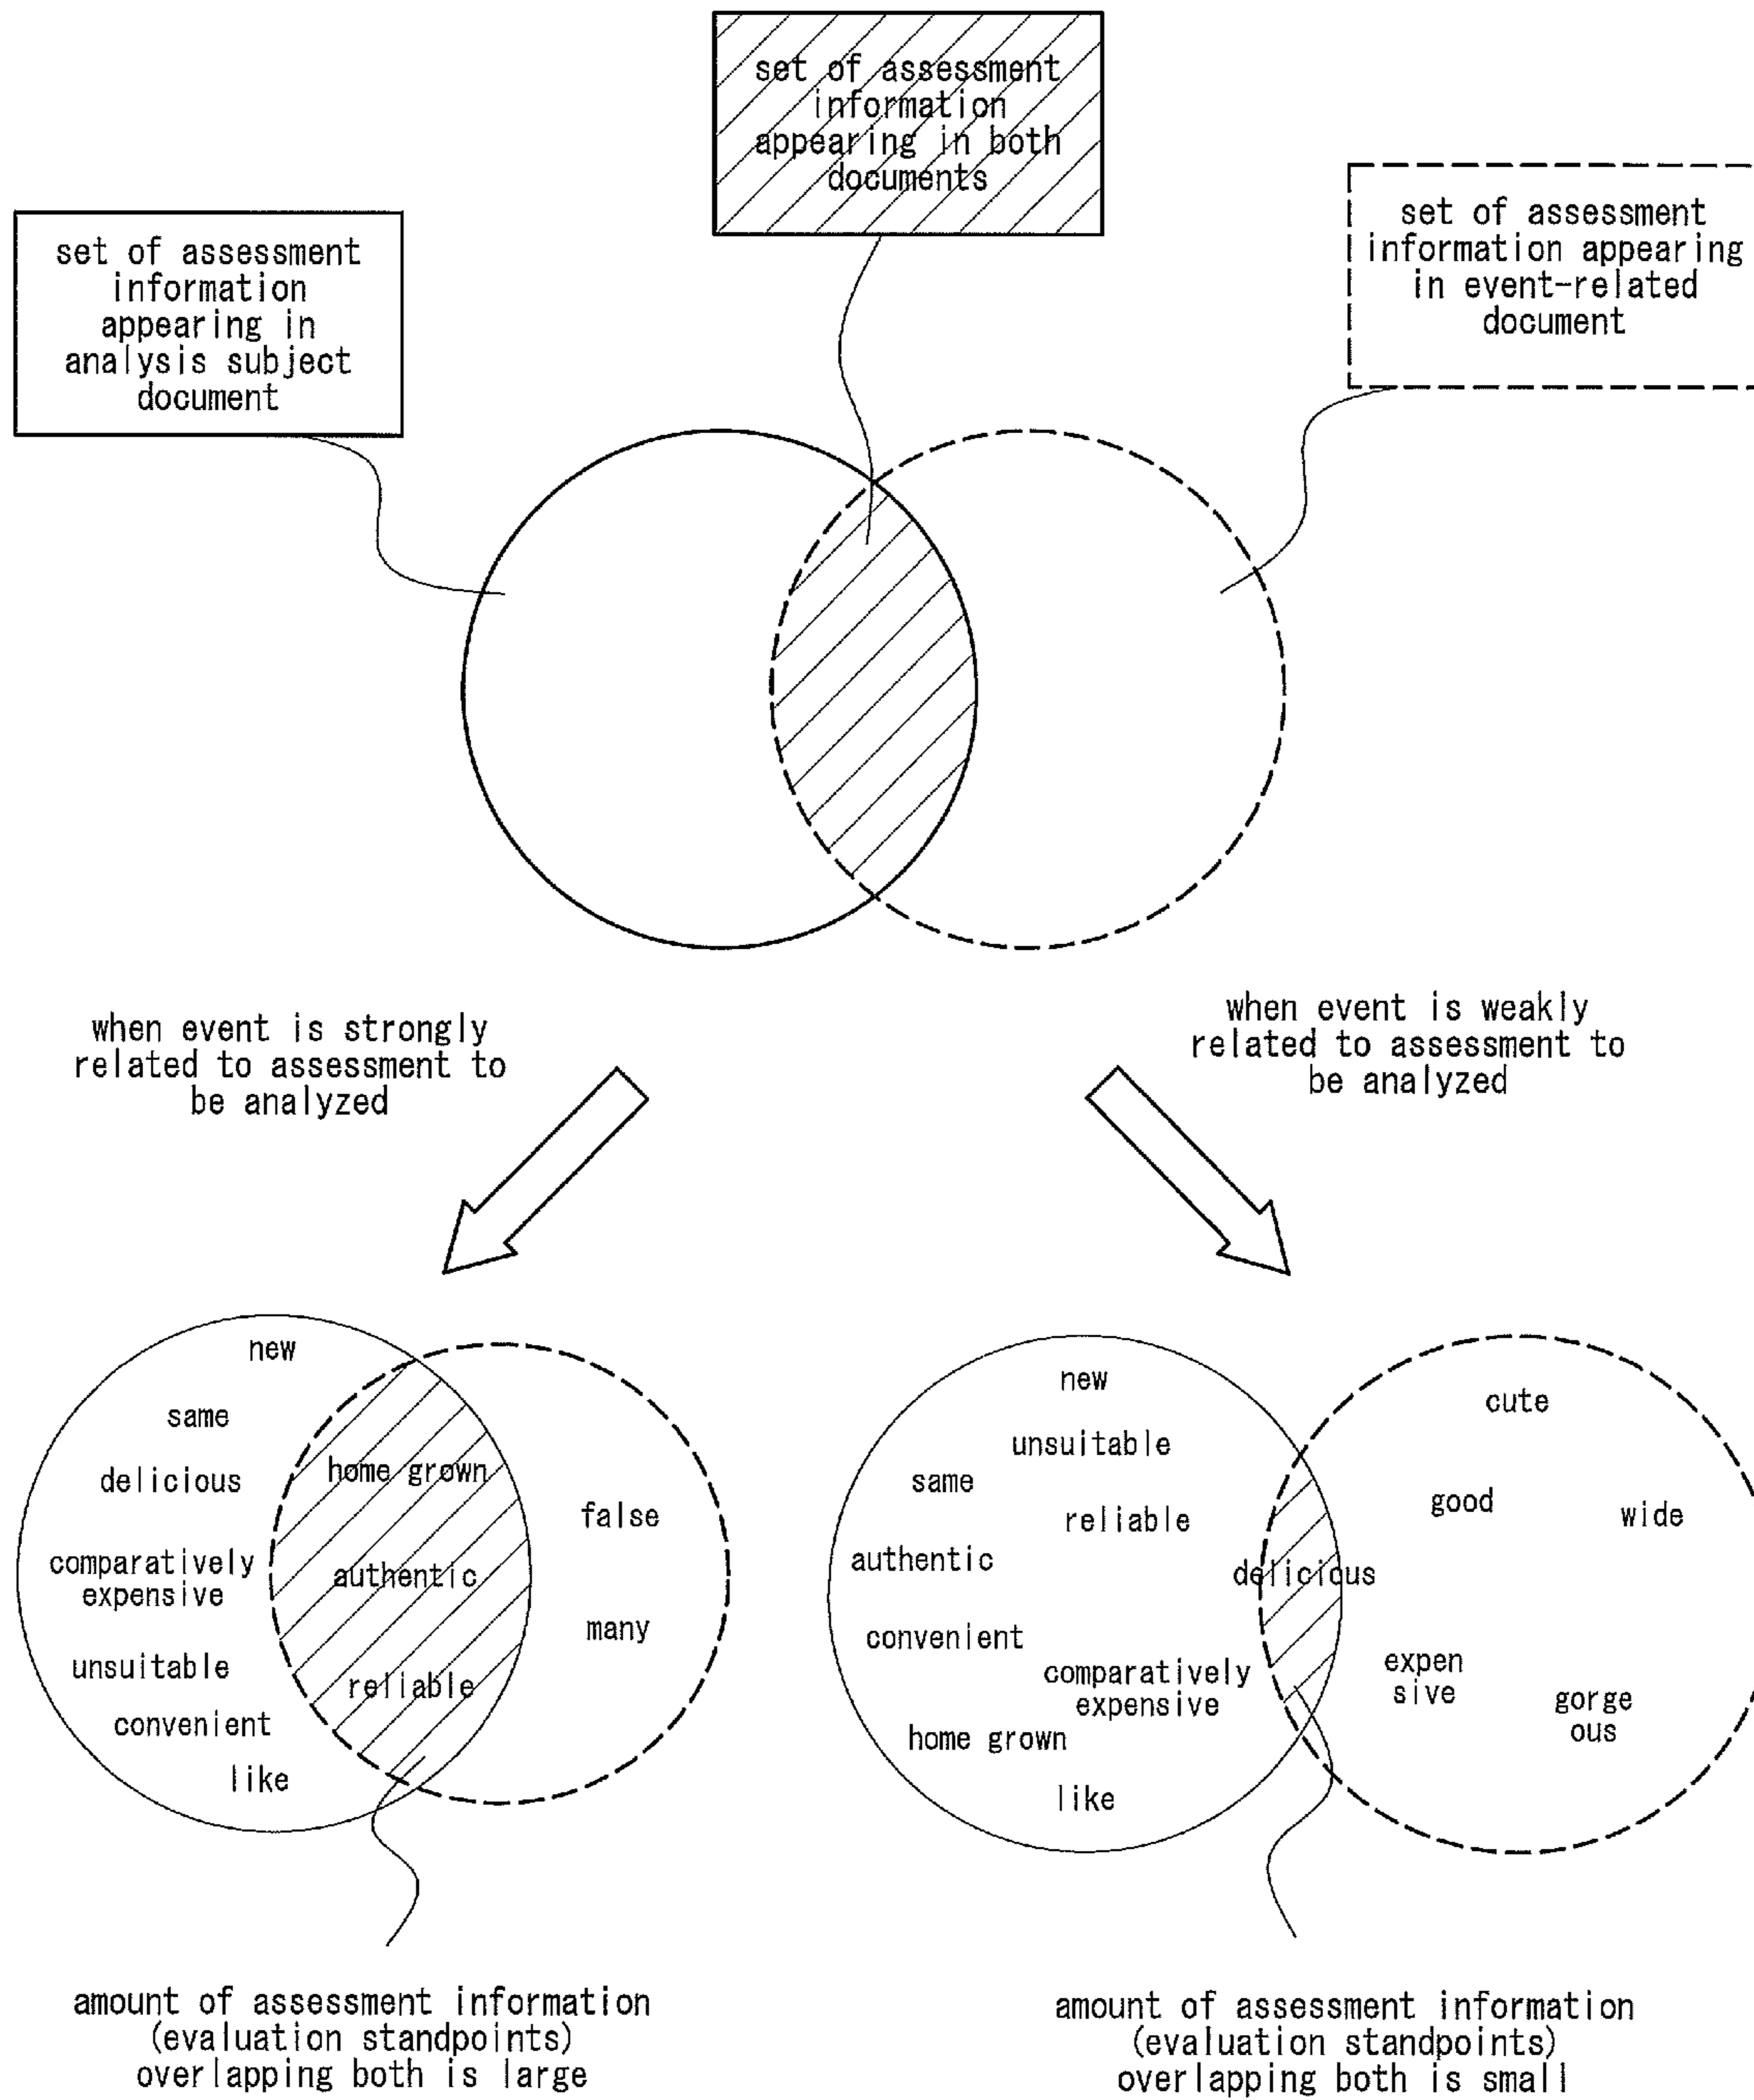 set of assessment
information
appearing in both
documents
set of assessment
information
appearing in
analysis subject
document
set of assessment
information appearing
in event-related
document
when event is strongly
related to assessment to
be analyzed
when event is weakly
related to assessment to
be analyzed
new
same
delicious
comparatively
expensive
unsuitable
convenient
like
home grown
authentic
reliable
false
many
new
unsuitable
same
reliable
authentic
convenient
comparatively
expensive
home grown
like
delicious
cute
good
wide
expen
sive
gorge
ous
amount of assessment information
(evaluation standpoints)
overlapping both is large
amount of assessment information
(evaluation standpoints)
overlapping both is small